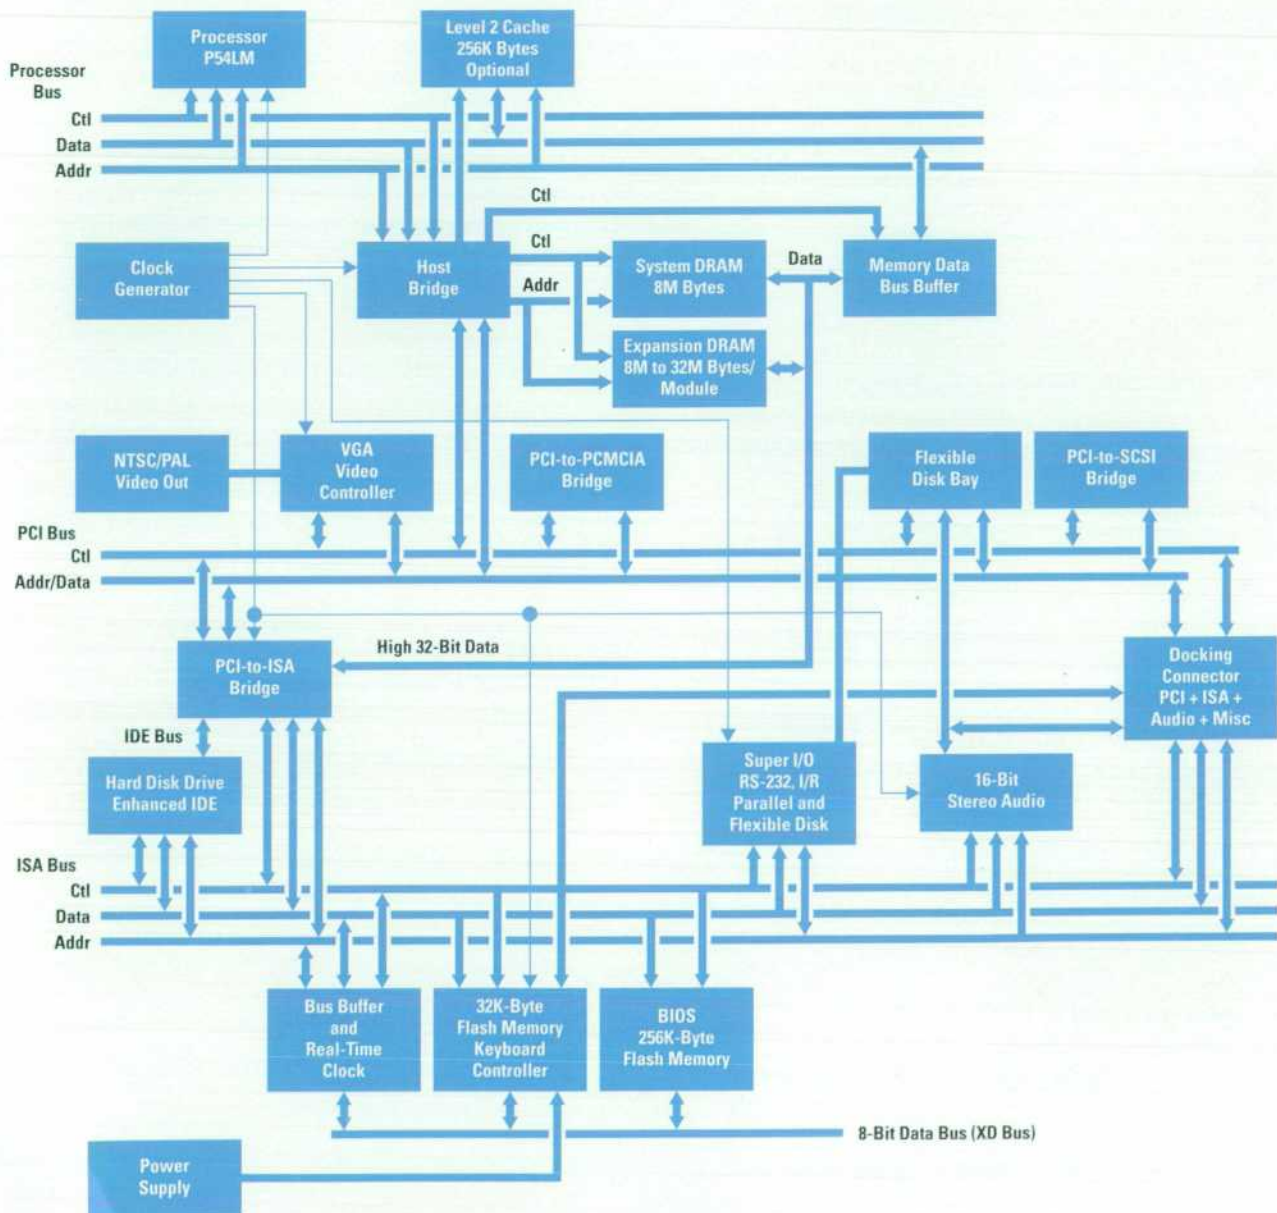 Processor
P54LM
Level 2 Cache
256K Bytes
Optional
Processor
Bus
Ctl
Data
Addr
Ctl
Clock
Generator
Host
Bridge
Ctl
Addr
System DRAM
8M Bytes
Data
Memory Data
Bus Buffer
Expansion DRAM
8M to 32M Bytes/
Module
NTSC/PAL
Video Out
VGA
Video
Controller
PCI-to-PCMCIA
Bridge
Flexible
Disk Bay
PCI-to-SCSI
Bridge
PCI Bus
Ctl
Addr/Data
PCI-to-ISA
Bridge
High 32-Bit Data
Docking
Connector
PCI + ISA +
Audio + Misc
IDE Bus
Hard Disk Drive
Enhanced IDE
Super I/O
RS-232, I/R
Parallel and
Flexible Disk
16-Bit
Stereo Audio
ISA Bus
Ctl
Data
Addr
Bus Buffer
and
Real-Time
Clock
32K-Byte
Flash Memory
Keyboard
Controller
BIOS
256K-Byte
Flash Memory
8-Bit Data Bus (XD Bus)
Power
Supply